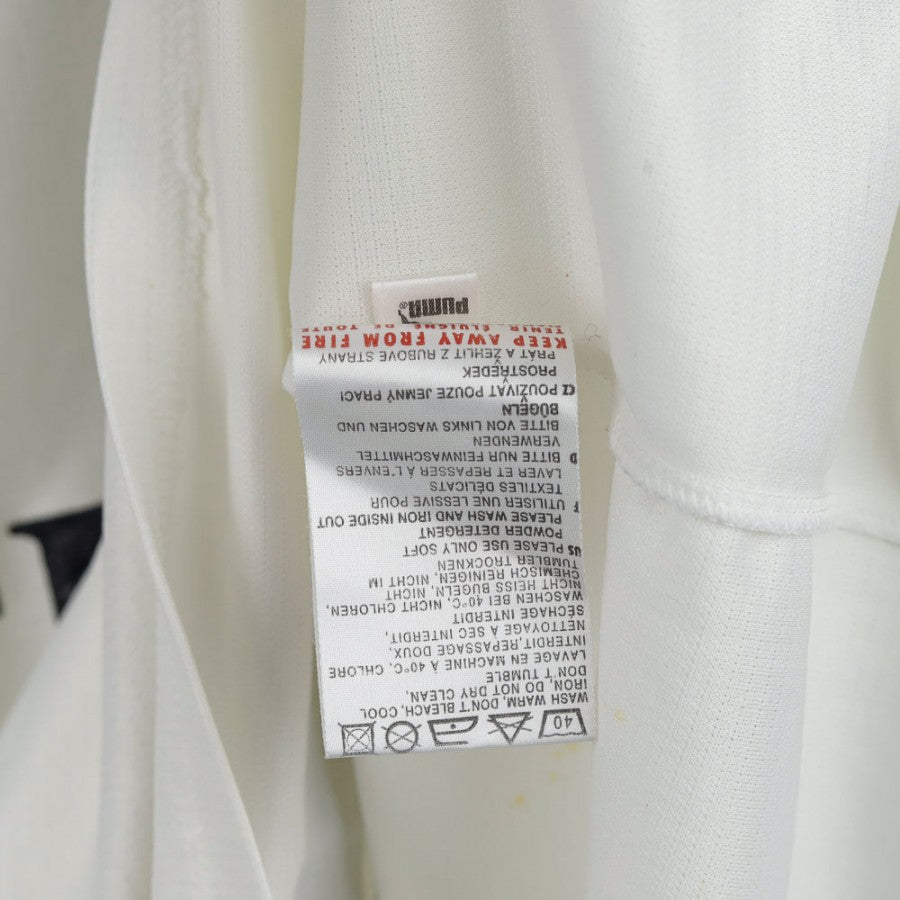 40
WASH WARM, DON'T BLEACH, COOL
IRON, DO NOT DRY CLEAN,
DON'T TUMBLE
LAVAGE EN MACHINE À 40°C, CHLORE
INTERDIT, REPASSAGE DOUX.
NETTOYAGE À SEC INTERDIT,
SÉCHAGE INTERDIT
WASCHEN BEI 40°C, NICHT CHLOREN,
NICHT HEISS BÜGELN, NICHT
CHEMISCH REINIGEN, NICHT IM
TUMBLER TROCKNEN
US PLEASE USE ONLY SOFT
POWDER DETERGENT
PLEASE WASH AND IRON INSIDE OUT
F UTILISER UNE LESSIVE POUR
TEXTILES DÉLICATS
LAVER ET REPASSER À L'ENVERS
D BITTE NUR FEINWASCHMITTEL
VERWENDEN
BITTE VON LINKS WASCHEN UND
BÜGELN
CZ POUŽÍVAT POUZE JEMNÝ PRACÍ
PROSTŘEDEK
PRÁT A ŽEHLIT Z RUBOVÉ STRANY
KEEP AWAY FROM FIRE
TENIR ÉLOIGNÉ DE TOUTE
PUMA